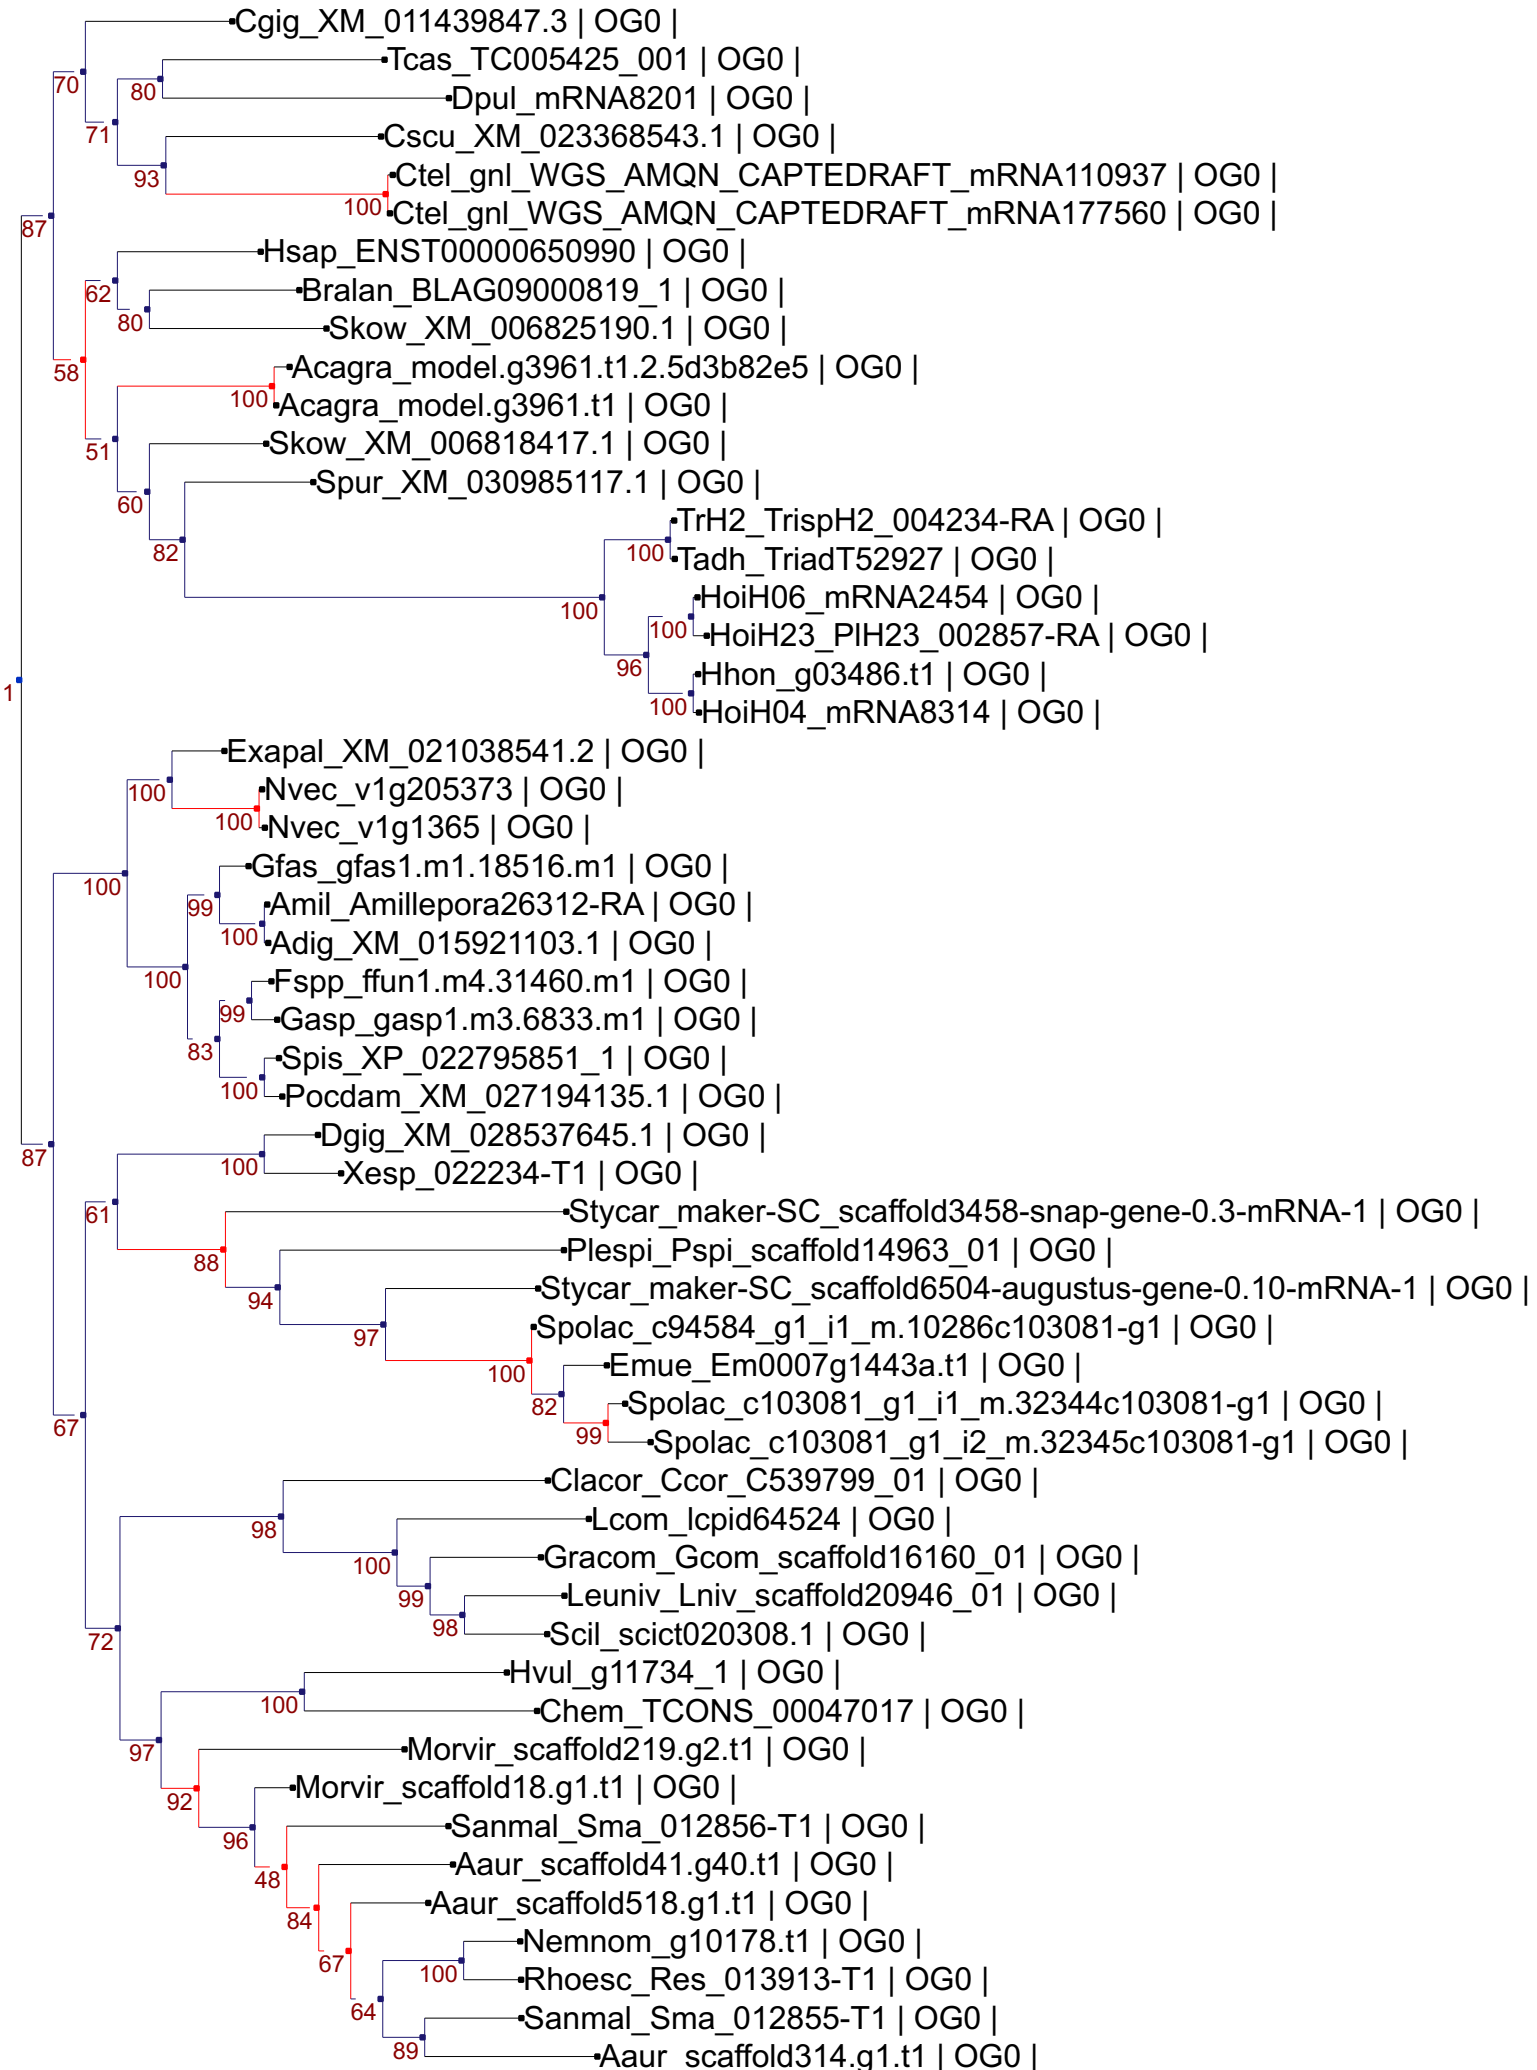 Cgig_XM_011439847.3 | OG0 |
Tcas_TC005425_001 | OG0 |
70
80
Dpul_mRNA8201 | OG0 |
71
Cscu_XM_023368543.1 | OG0 |
93
Ctel_gnl_WGS_AMQN_CAPTEDRAFT_mRNA110937 | OG0 |
100
Ctel_gnl_WGS_AMQN_CAPTEDRAFT_mRNA177560 | OG0 |
87
Hsap_ENST00000650990 | OG0 |
62
Bralan_BLAG09000819_1 | OG0 |
80
Skow_XM_006825190.1 | OG0 |
58
Acagra_model.g3961.t1.2.5d3b82e5 | OG0 |
100
Acagra_model.g3961.t1 | OG0 |
51
Skow_XM_006818417.1 | OG0 |
60
Spur_XM_030985117.1 | OG0 |
82
TrH2_TrispH2_004234-RA | OG0 |
100
Tadh_TriadT52927 | OG0 |
100
HoiH06_mRNA2454 | OG0 |
100
HoiH23_PlH23_002857-RA | OG0 |
96
Hhon_g03486.t1 | OG0 |
100
HoiH04_mRNA8314 | OG0 |
1
Exapal_XM_021038541.2 | OG0 |
100
Nvec_v1g205373 | OG0 |
100
Nvec_v1g1365 | OG0 |
100
Gfas_gfas1.m1.18516.m1 | OG0 |
99
Amil_Amillepora26312-RA | OG0 |
100
Adig_XM_015921103.1 | OG0 |
100
Fspp_ffun1.m4.31460.m1 | OG0 |
99
Gasp_gasp1.m3.6833.m1 | OG0 |
83
Spis_XP_022795851_1 | OG0 |
100
Pocdam_XM_027194135.1 | OG0 |
87
Dgig_XM_028537645.1 | OG0 |
100
Xesp_022234-T1 | OG0 |
61
Stycar_maker-SC_scaffold3458-snap-gene-0.3-mRNA-1 | OG0 |
88
Plespi_Pspi_scaffold14963_01 | OG0 |
94
Stycar_maker-SC_scaffold6504-augustus-gene-0.10-mRNA-1 | OG0 |
97
Spolac_c94584_g1_i1_m.10286c103081-g1 | OG0 |
100
Emue_Em0007g1443a.t1 | OG0 |
82
Spolac_c103081_g1_i1_m.32344c103081-g1 | OG0 |
99
Spolac_c103081_g1_i2_m.32345c103081-g1 | OG0 |
67
Clacor_Ccor_C539799_01 | OG0 |
98
Lcom_lcpid64524 | OG0 |
100
Gracom_Gcom_scaffold16160_01 | OG0 |
99
Leuniv_Lniv_scaffold20946_01 | OG0 |
98
Scil_scict020308.1 | OG0 |
72
Hvul_g11734_1 | OG0 |
100
Chem_TCONS_00047017 | OG0 |
97
Morvir_scaffold219.g2.t1 | OG0 |
92
Morvir_scaffold18.g1.t1 | OG0 |
96
Sanmal_Sma_012856-T1 | OG0 |
48
Aaur_scaffold41.g40.t1 | OG0 |
84
Aaur_scaffold518.g1.t1 | OG0 |
67
Nemnom_g10178.t1 | OG0 |
100
Rhoesc_Res_013913-T1 | OG0 |
64
Sanmal_Sma_012855-T1 | OG0 |
89
Aaur_scaffold314.g1.t1 | OG0 |